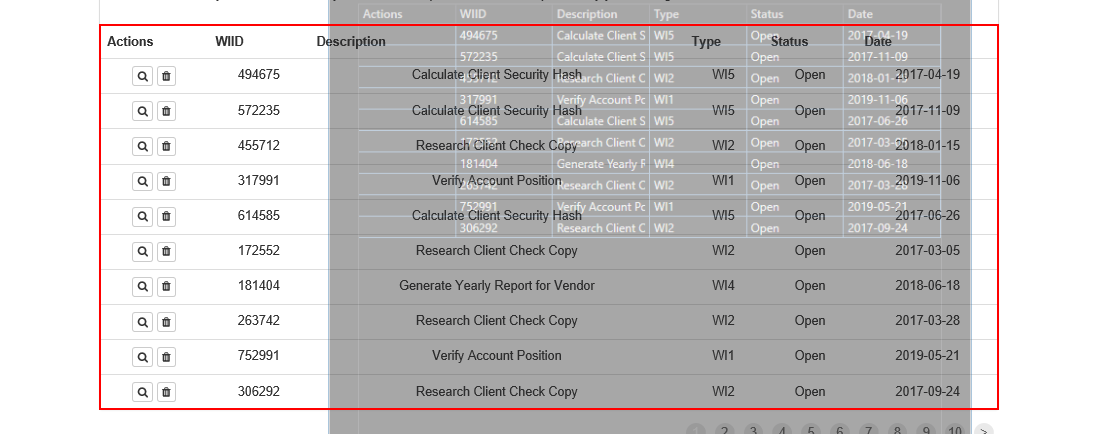 Actions WIID Description Type Status Date
Actions WIID Description Type Status Date
494675 Calculate Client S WI5 Open 2017-04-19
494675 Calculate Client Security Hash WI5 Open 2017-04-19
572235 Calculate Client S WI5 Open 2017-11-09
572235 Calculate Client Security Hash WI5 Open 2017-11-09
455712 Research Client C WI2 Open 2018-01-15
455712 Research Client Check Copy WI2 Open 2018-01-15
317991 Verify Account Pc WI1 Open 2019-11-06
317991 Verify Account Position WI1 Open 2019-11-06
614585 Calculate Client S WI5 Open 2017-06-26
614585 Calculate Client Security Hash WI5 Open 2017-06-26
172552 Research Client C WI2 Open 2017-03-05
172552 Research Client Check Copy WI2 Open 2017-03-05
181404 Generate Yearly F WI4 Open 2018-06-18
181404 Generate Yearly Report for Vendor WI4 Open 2018-06-18
263742 Research Client C WI2 Open 2017-03-28
263742 Research Client Check Copy WI2 Open 2017-03-28
752991 Verify Account Pc WI1 Open 2019-05-21
752991 Verify Account Position WI1 Open 2019-05-21
306292 Research Client C WI2 Open 2017-09-24
306292 Research Client Check Copy WI2 Open 2017-09-24
1 2 3 4 5 6 7 8 9 10 >